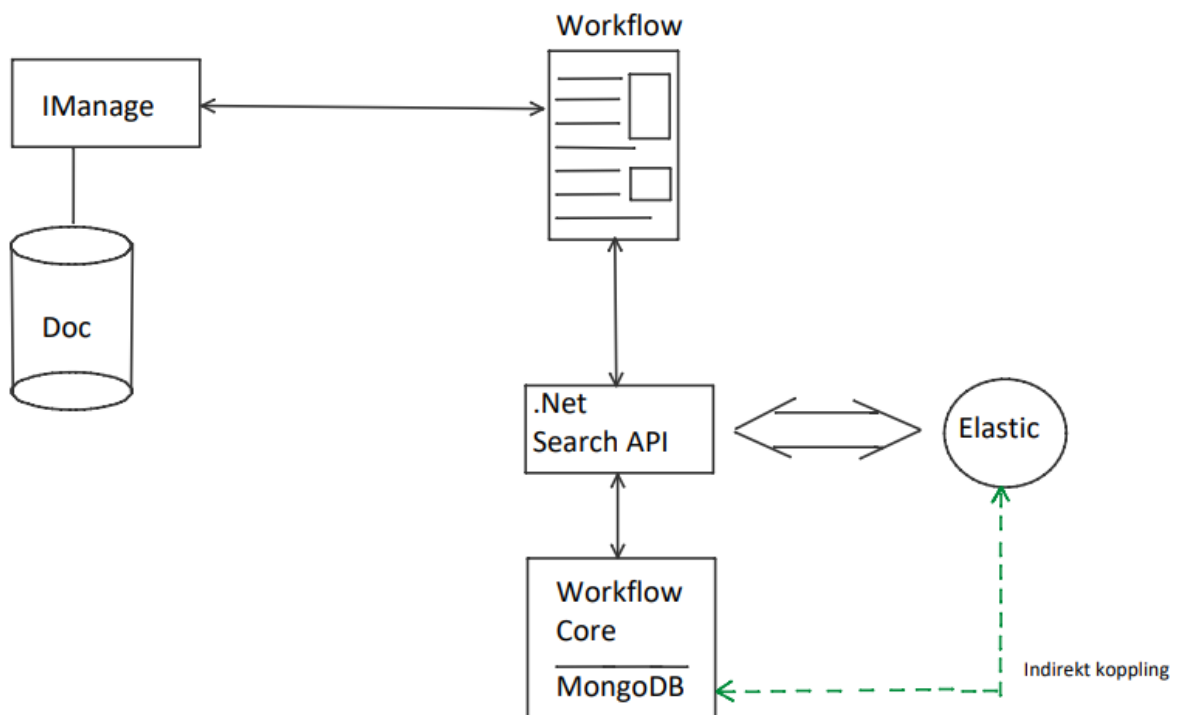 Workflow
IManage
Doc
.Net
Search API
Elastic
Workflow
Core
MongoDB
Indirekt koppling